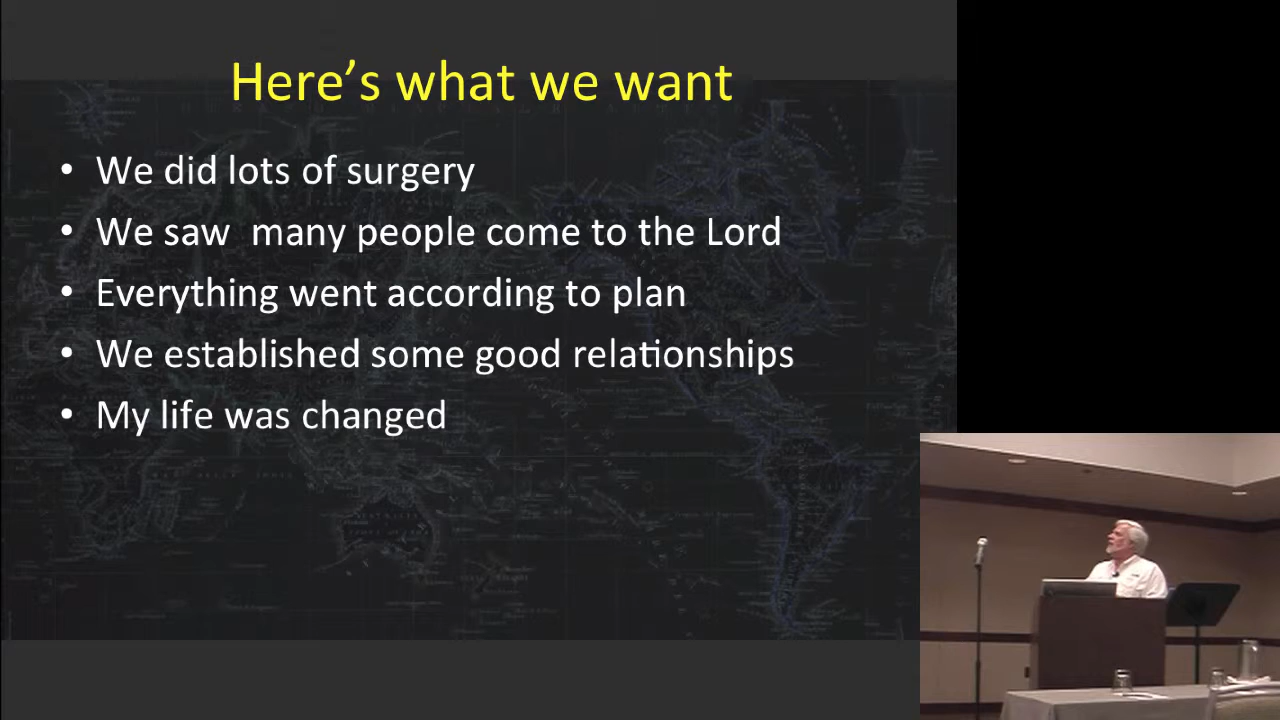 Here’s what we want
• We did lots of surgery
• We saw  many people come to the Lord
• Everything went according to plan
• We established some good relationships
• My life was changed